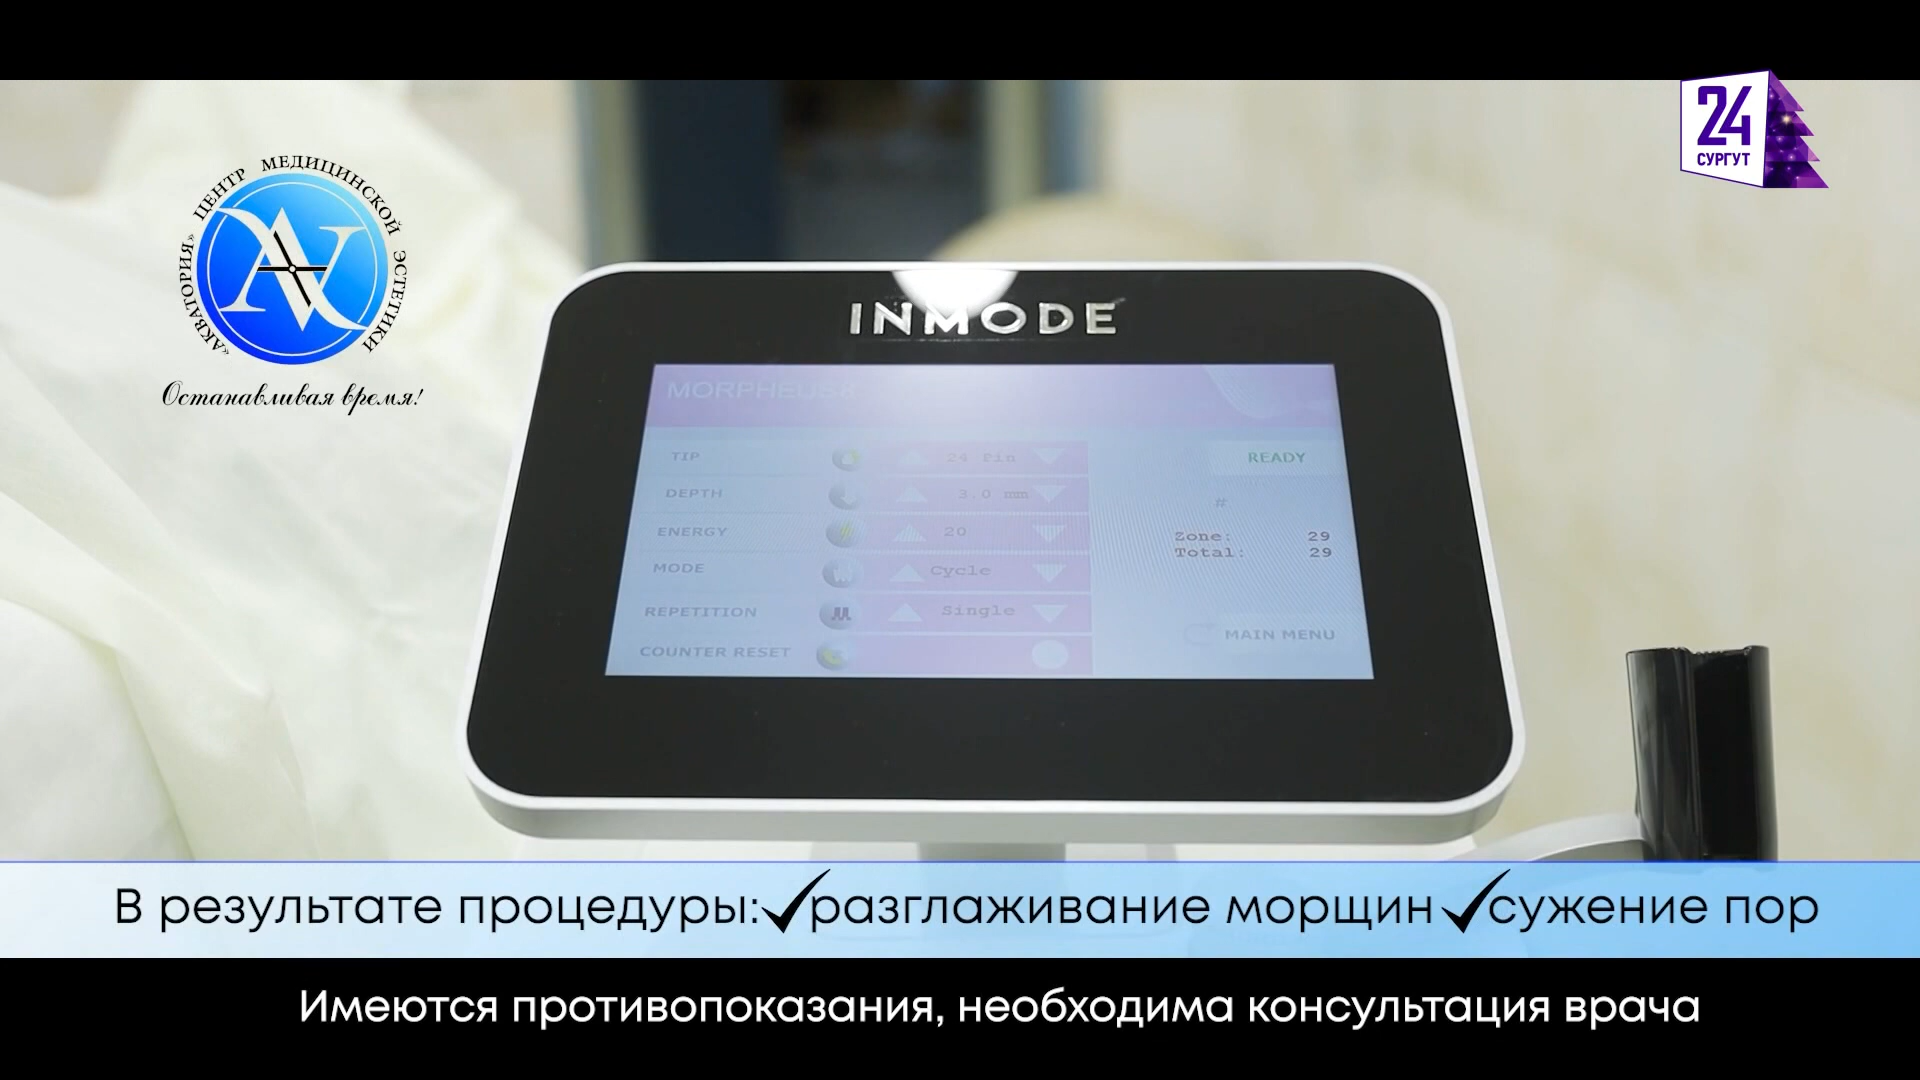 24
СУРГУТ
«АКВАТОРИЯ» ЦЕНТР МЕДИЦИНСКОЙ ЭСТЕТИКИ
Останавливая время!
INMODE
MORPHEUS8
TIP 24 Pin READY
DEPTH 3.0 mm #
ENERGY 20 Zone: 29
Total: 29
MODE Cycle
REPETITION Single MAIN MENU
COUNTER RESET
В результате процедуры: разглаживание морщин сужение пор
Имеются противопоказания, необходима консультация врача